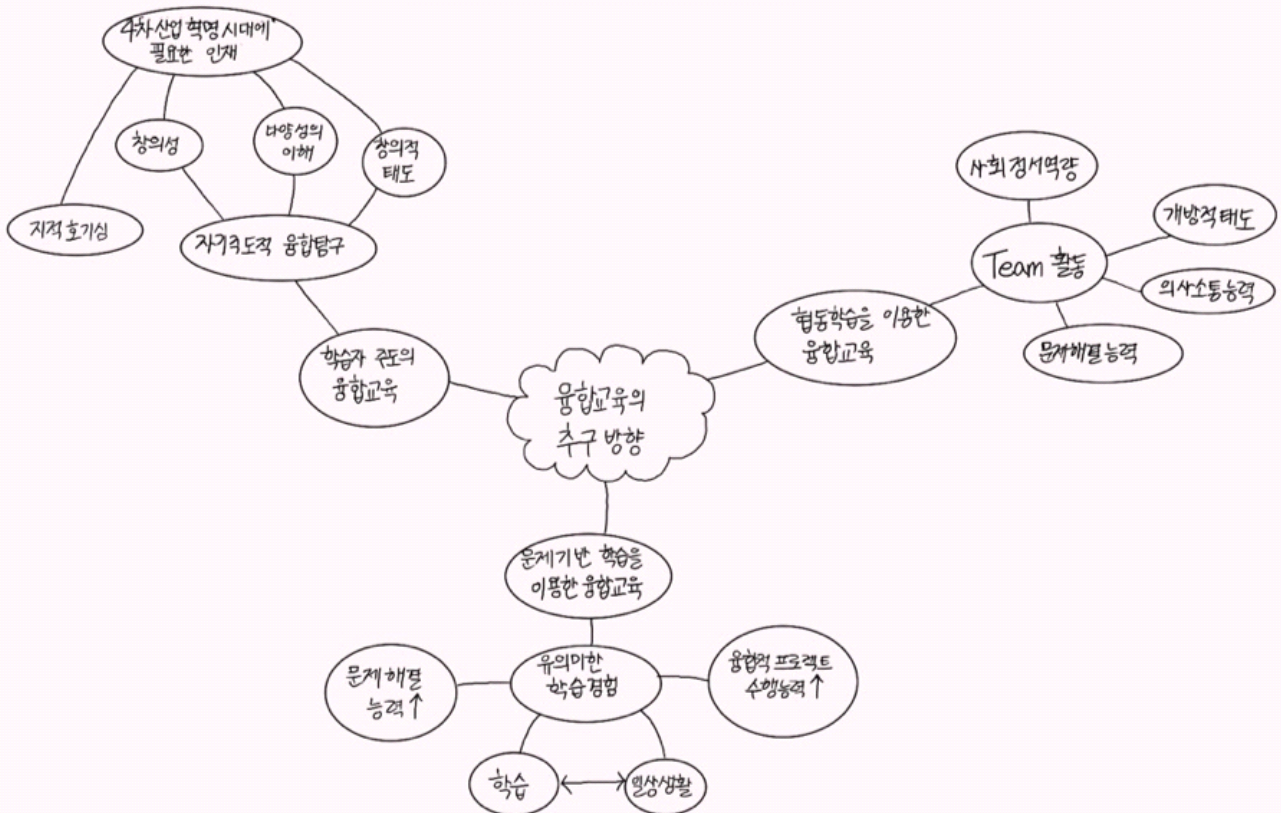 4차 산업 혁명 시대에
필요한 인재
창의성
다양성의
이해
창의적
태도
지적 호기심
자기주도적 융합탐구
학습자 주도의
융합교육
융합교육의
추구 방향
협동학습을 이용한
융합교육
Team 활동
사회정서역량
개방적태도
의사소통능력
문제해결 능력
문제기반 학습을
이용한 융합교육
유의미한
학습경험
문제 해결
능력↑
융합적 프로젝트
수행능력↑
학습
일상생활